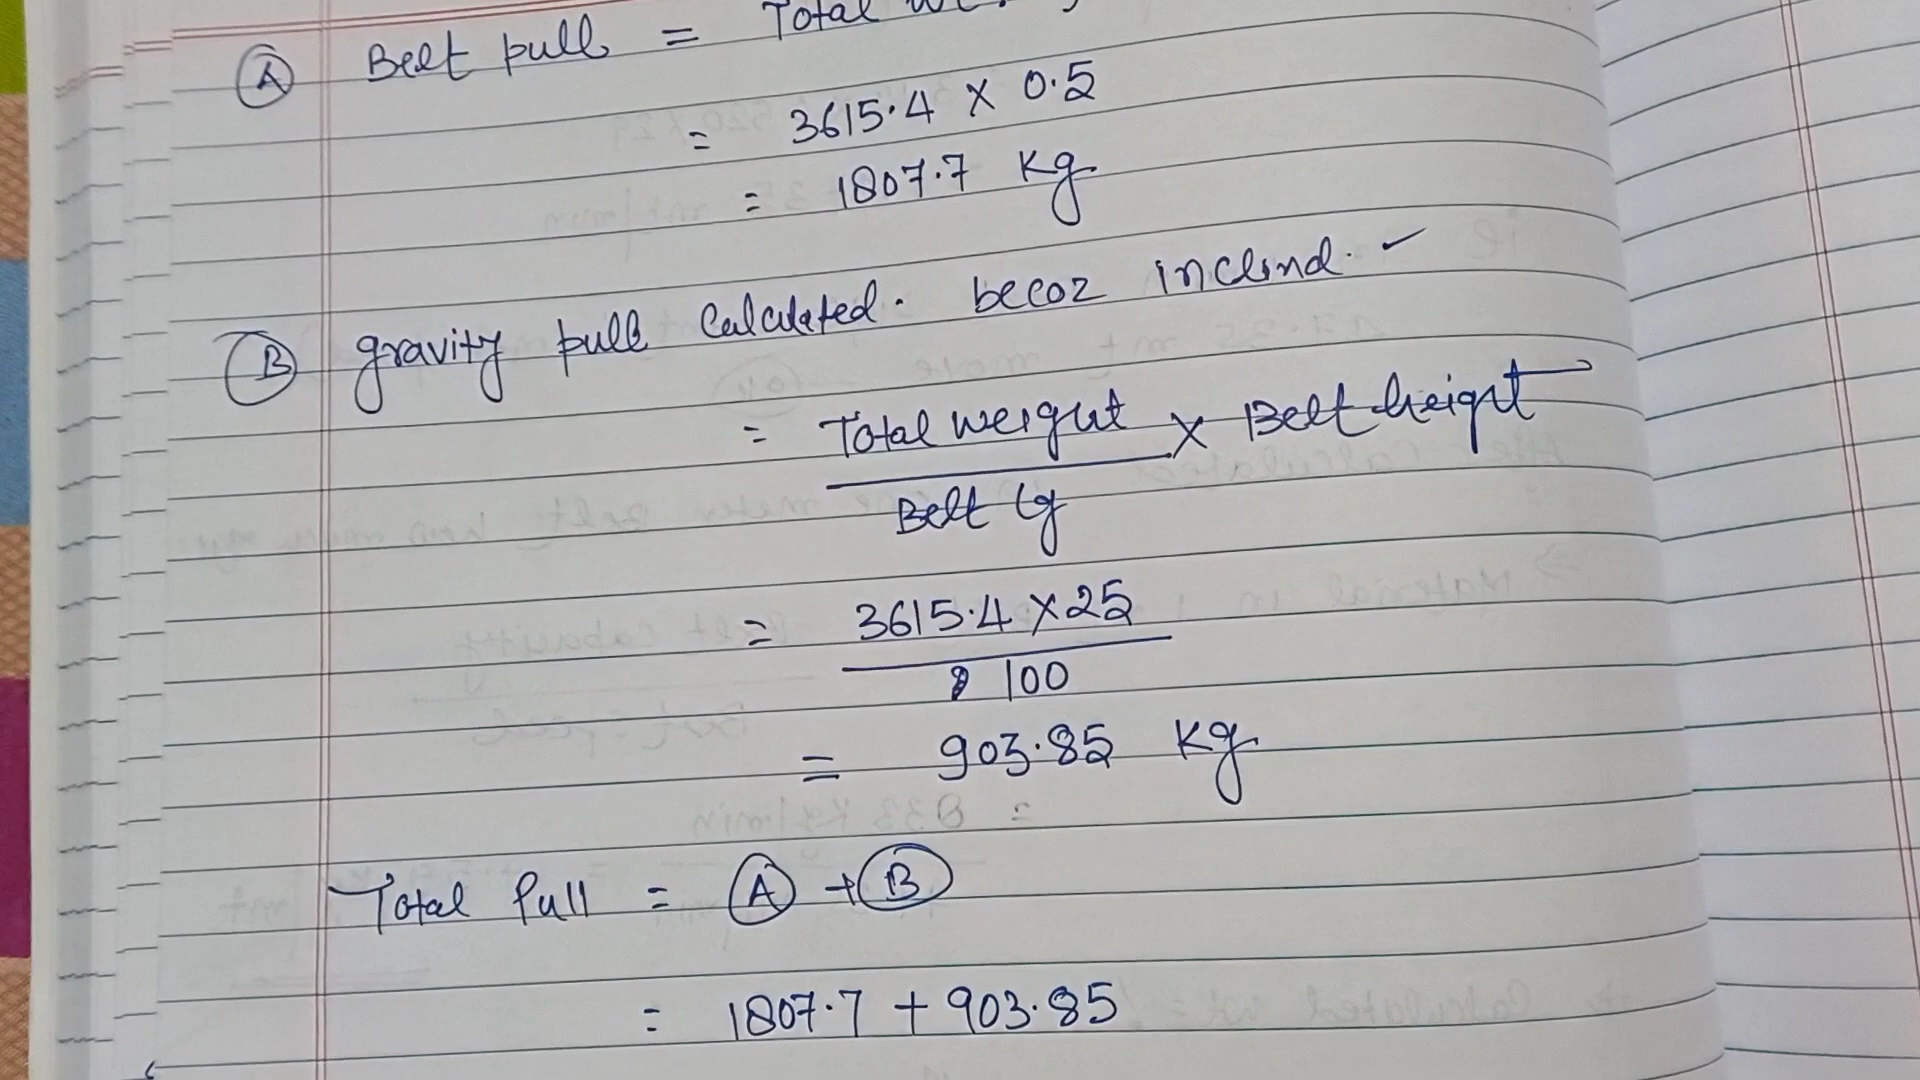 (A) Belt pull = Total
= 3615.4 × 0.5
= 1807.7 Kg
(B) gravity pull Calculated. becoz inclind. ✓
= Total weight × Belt height
Belt lg
= 3615.4 × 25
100
= 903.85 Kg
Total Pull = (A) + (B)
= 1807.7 + 903.85